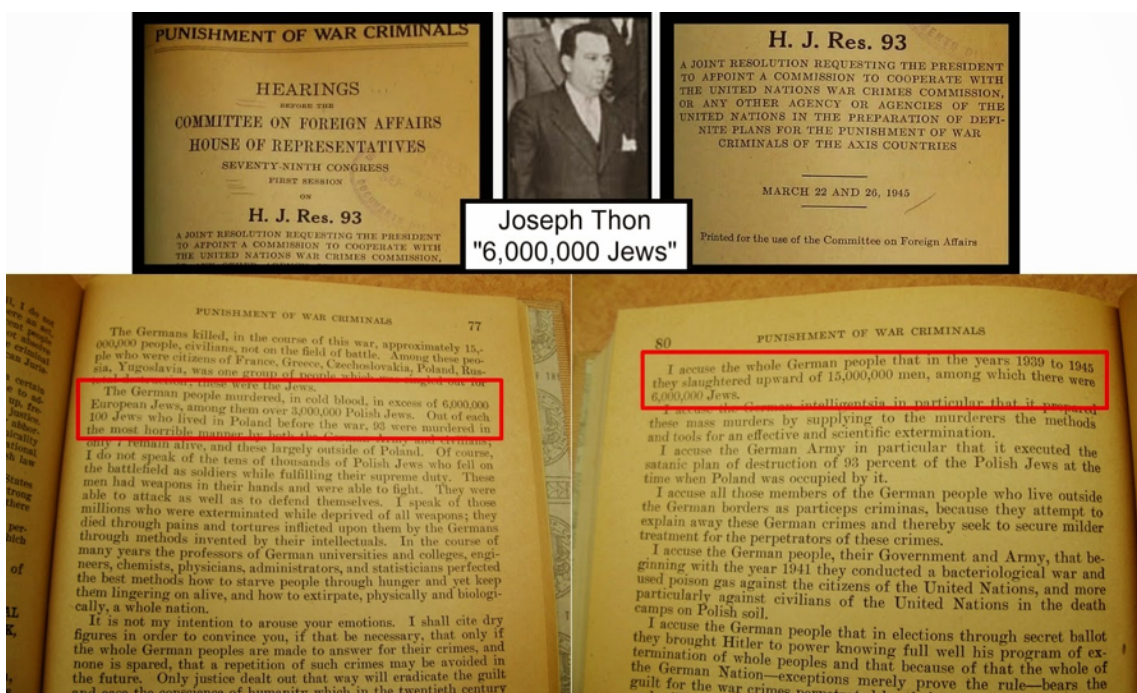 PUNISHMENT OF WAR CRIMINALS
HEARINGS
BEFORE THE
COMMITTEE ON FOREIGN AFFAIRS
HOUSE OF REPRESENTATIVES
SEVENTY-NINTH CONGRESS
FIRST SESSION
ON
H. J. Res. 93
A JOINT RESOLUTION REQUESTING THE PRESIDENT
TO APPOINT A COMMISSION TO COOPERATE WITH
THE UNITED NATIONS WAR CRIMES COMMISSION,
Joseph Thon
"6,000,000 Jews"
H. J. Res. 93
A JOINT RESOLUTION REQUESTING THE PRESIDENT
TO APPOINT A COMMISSION TO COOPERATE WITH
THE UNITED NATIONS WAR CRIMES COMMISSION,
OR ANY OTHER AGENCY OR AGENCIES OF THE
UNITED NATIONS IN THE PREPARATION OF DEFI-
NITE PLANS FOR THE PUNISHMENT OF WAR
CRIMINALS OF THE AXIS COUNTRIES
MARCH 22 AND 26, 1945
Printed for the use of the Committee on Foreign Affairs
PUNISHMENT OF WAR CRIMINALS 77
The Germans killed, in the course of this war, approximately 15,-
000,000 people, civilians, not on the field of battle. Among these peo-
ple who were citizens of France, Greece, Czechoslovakia, Poland, Rus-
sia, Yugoslavia, was one group of people which was singled out for
these were the Jews.
The German people murdered, in cold blood, in excess of 6,000,000
European Jews, among them over 3,000,000 Polish Jews. Out of each
100 Jews who lived in Poland before the war, 93 were murdered in
the most horrible manner by both the German Army and civilians;
only 7 remain alive, and these largely outside of Poland. Of course,
I do not speak of the tens of thousands of Polish Jews who fell on
the battlefield as soldiers while fulfilling their supreme duty. These
men had weapons in their hands and were able to fight. They were
able to attack as well as to defend themselves. I speak of those
millions who were exterminated while deprived of all weapons; they
died through pains and tortures inflicted upon them by the Germans
through methods invented by their intellectuals. In the course of
many years the professors of German universities and colleges, engi-
neers, chemists, physicians, administrators, and statisticians perfected
the best methods how to starve people through hunger and yet keep
them lingering on alive, and how to extirpate, physically and biologi-
cally, a whole nation.
It is not my intention to arouse your emotions. I shall cite dry
figures in order to convince you, if that be necessary, that only if
the whole German peoples are made to answer for their crimes, and
none is spared, that a repetition of such crimes may be avoided in
the future. Only justice dealt out that way will eradicate the guilt
and ease the conscience of humanity which in the twentieth century
80 PUNISHMENT OF WAR CRIMINALS
I accuse the whole German people that in the years 1939 to 1945
they slaughtered upward of 15,000,000 men, among which there were
6,000,000 Jews.
I accuse the German intelligentsia in particular that it prepared
these mass murders by supplying to the murderers the methods
and tools for an effective and scientific extermination.
I accuse the German Army in particular that it executed the
satanic plan of destruction of 93 percent of the Polish Jews at the
time when Poland was occupied by it.
I accuse all those members of the German people who live outside
the German borders as particeps criminas, because they attempt to
explain away these German crimes and thereby seek to secure milder
treatment for the perpetrators of these crimes.
I accuse the German people, their Government and Army, that be-
ginning with the year 1941 they conducted a bacteriological war and
used poison gas against the citizens of the United Nations, and more
particularly against civilians of the United Nations in the death
camps on Polish soil.
I accuse the German people that in elections through secret ballot
they brought Hitler to power knowing full well his program of ex-
termination of whole peoples and that because of that the whole of
the German Nation—exceptions merely prove the rule—bears the
guilt for the war crimes